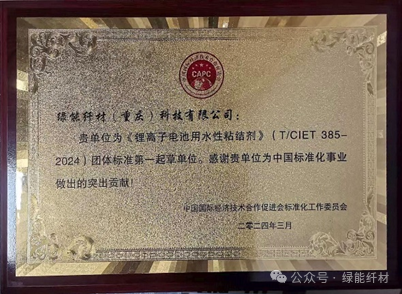 CAPC
绿能纤材（重庆）科技有限公司：
贵单位为《锂离子电池用水性粘结剂》（T/CIET 385-
2024）团体标准第一起草单位。感谢贵单位为中国标准化事业
做出的突出贡献！
中国国际经济技术合作促进会标准化工作委员会
二零二四年三月
公众号·绿能纤材